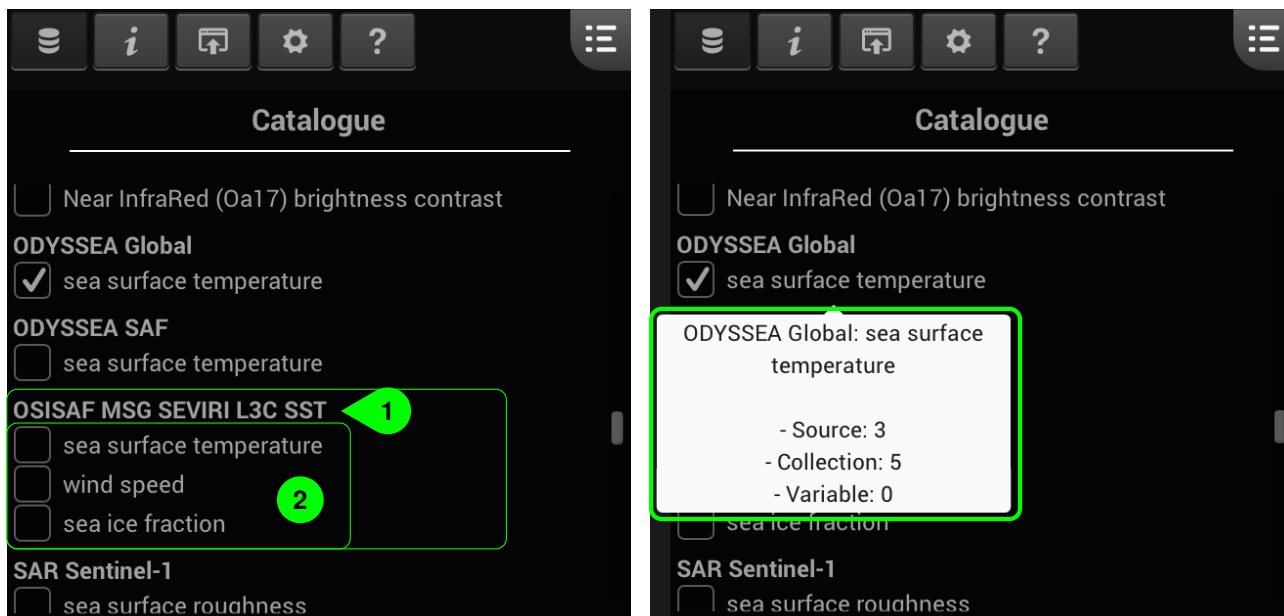 i
?
Catalogue
Near InfraRed (Oa17) brightness contrast
ODYSSEA Global
sea surface temperature
ODYSSEA SAF
sea surface temperature
OSISAF MSG SEVIRI L3C SST
1
sea surface temperature
wind speed
2
sea ice fraction
SAR Sentinel-1
sea surface roughness
i
?
Catalogue
Near InfraRed (Oa17) brightness contrast
ODYSSEA Global
sea surface temperature
ODYSSEA Global: sea surface
temperature
- Source: 3
- Collection: 5
- Variable: 0
sea ice fraction
SAR Sentinel-1
sea surface roughness